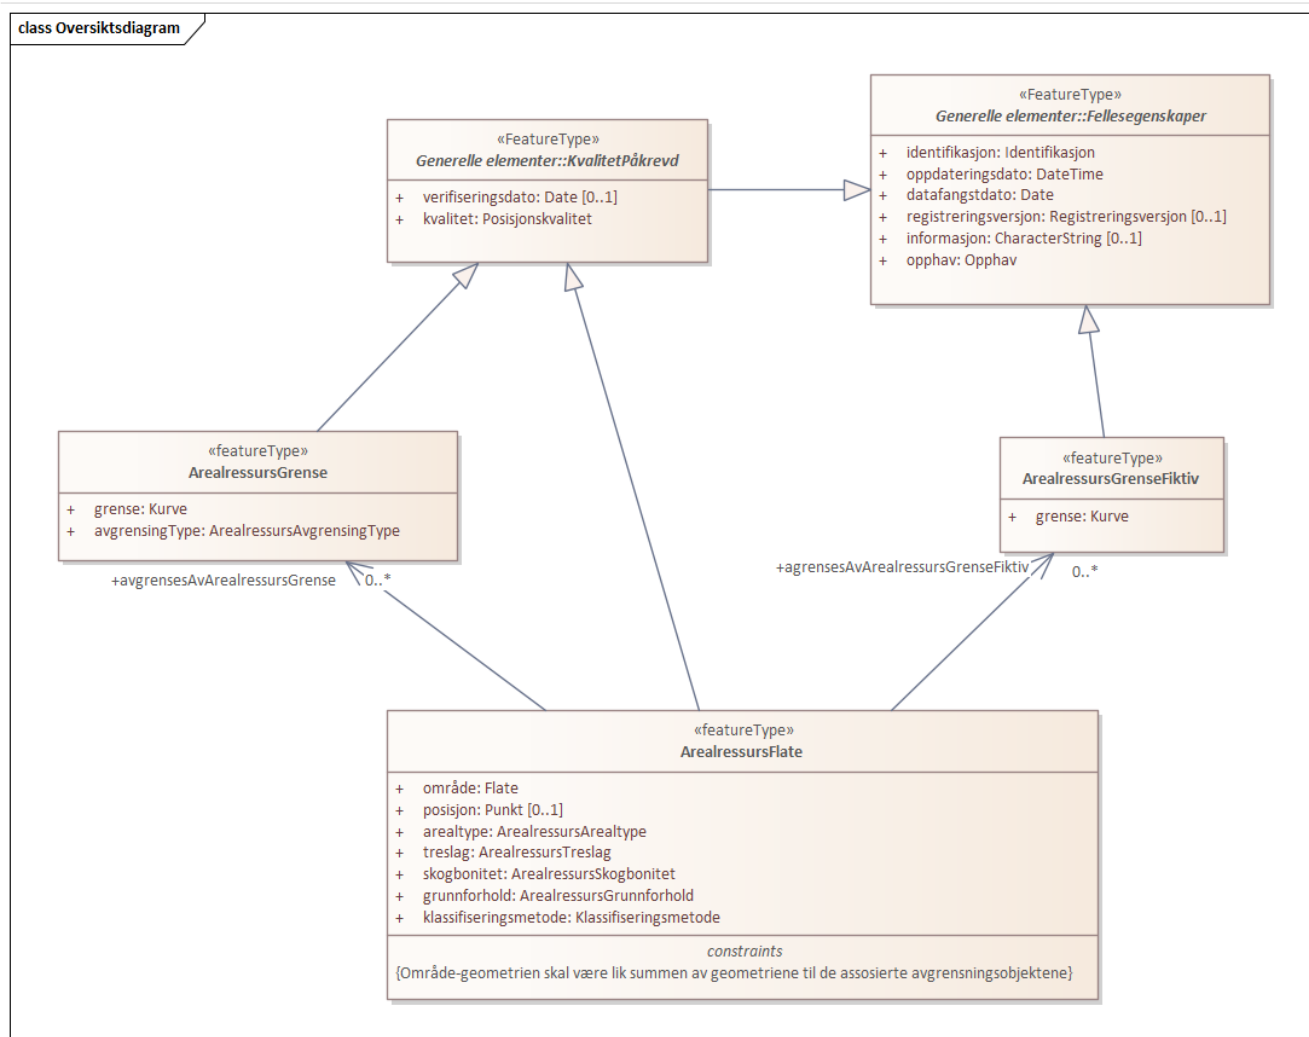 class Oversiktsdiagram
«FeatureType»
Generelle elementer::KvalitetPåkrevd
+ verifiseringsdato: Date [0..1]
+ kvalitet: Posisjonskvalitet
«FeatureType»
Generelle elementer::Fellesegenskaper
+ identifikasjon: Identifikasjon
+ oppdateringsdato: DateTime
+ datafangstdato: Date
+ registreringsversjon: Registreringsversjon [0..1]
+ informasjon: CharacterString [0..1]
+ opphav: Opphav
«featureType»
ArealressursGrense
+ grense: Kurve
+ avgrensingType: ArealressursAvgrensingType
«featureType»
ArealressursGrenseFiktiv
+ grense: Kurve
+avgrensesAvArealressursGrense 0..*
+agrensesAvArealressursGrenseFiktiv 0..*
«featureType»
ArealressursFlate
+ område: Flate
+ posisjon: Punkt [0..1]
+ arealtype: ArealressursArealtype
+ treslag: ArealressursTreslag
+ skogbonitet: ArealressursSkogbonitet
+ grunnforhold: ArealressursGrunnforhold
+ klassifiseringsmetode: Klassifiseringsmetode
constraints
{Område-geometrien skal være lik summen av geometriene til de assosierte avgrensningsobjektene}